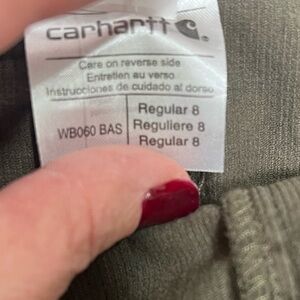 carhartt
Care on reverse side
Entretien au verso
Instrucciones de cuidado al dorso
WB060 BAS
Regular 8
Reguliere 8
Regular 8